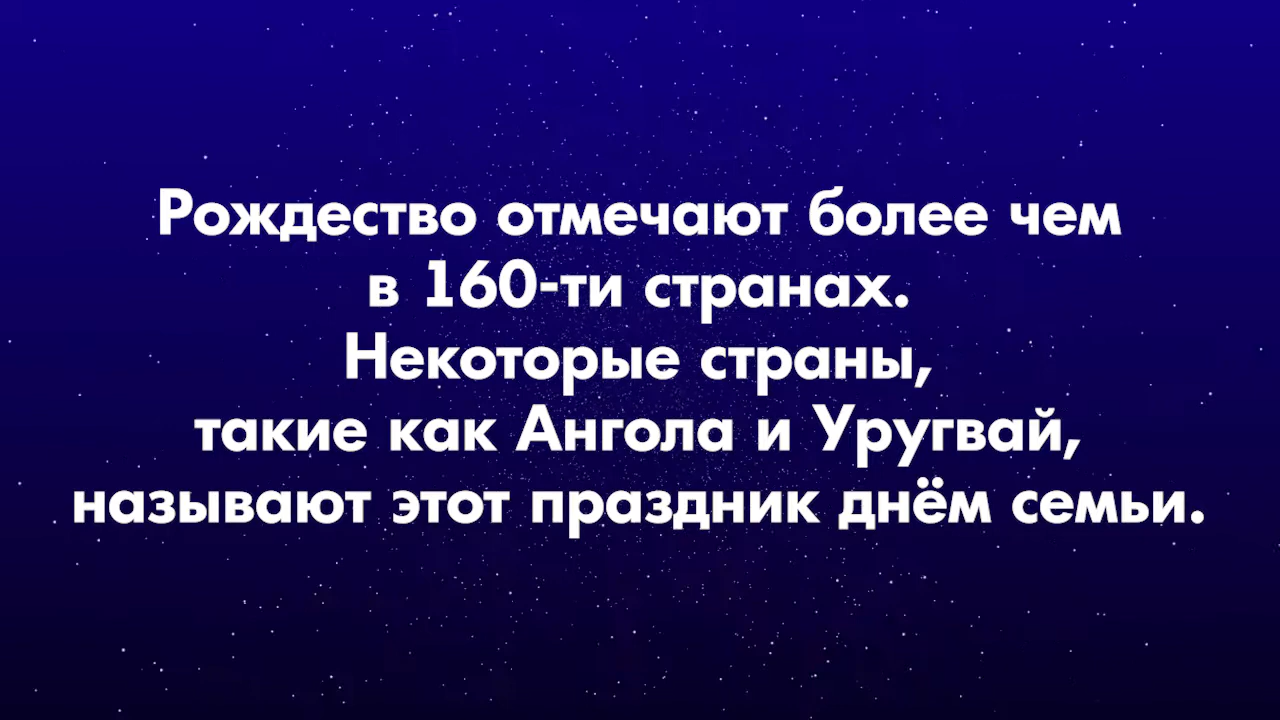 Рождество отмечают более чем
в 160-ти странах.
Некоторые страны,
такие как Ангола и Уругвай,
называют этот праздник днём семьи.